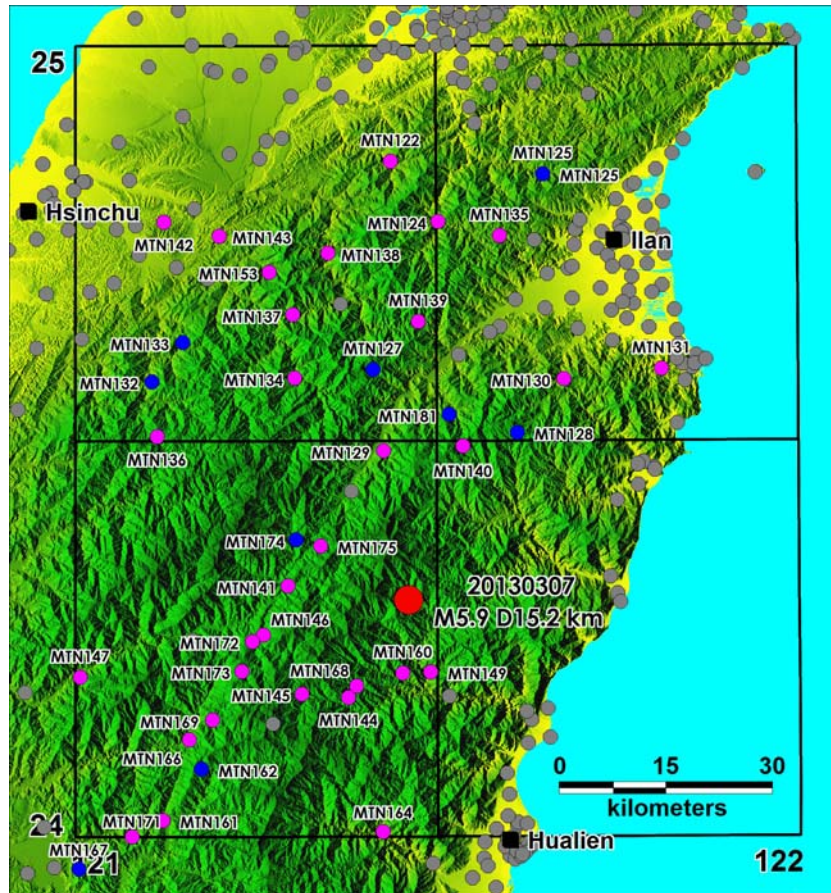 25
MTN122
MTN125
MTN125
Hsinchu
MTN142
MTN143
MTN124
MTN135
Ilan
MTN138
MTN153
MTN137
MTN139
MTN133
MTN127
MTN131
MTN132
MTN134
MTN130
MTN181
MTN128
MTN136
MTN129
MTN140
MTN174
MTN175
MTN141
20130307
M5.9 D15.2 km
MTN146
MTN172
MTN147
MTN173
MTN168
MTN160
MTN149
MTN145
MTN144
MTN169
MTN166
MTN162
0 15 30
kilometers
24
MTN171
MTN161
MTN164
Hualien
MTN167
121
122